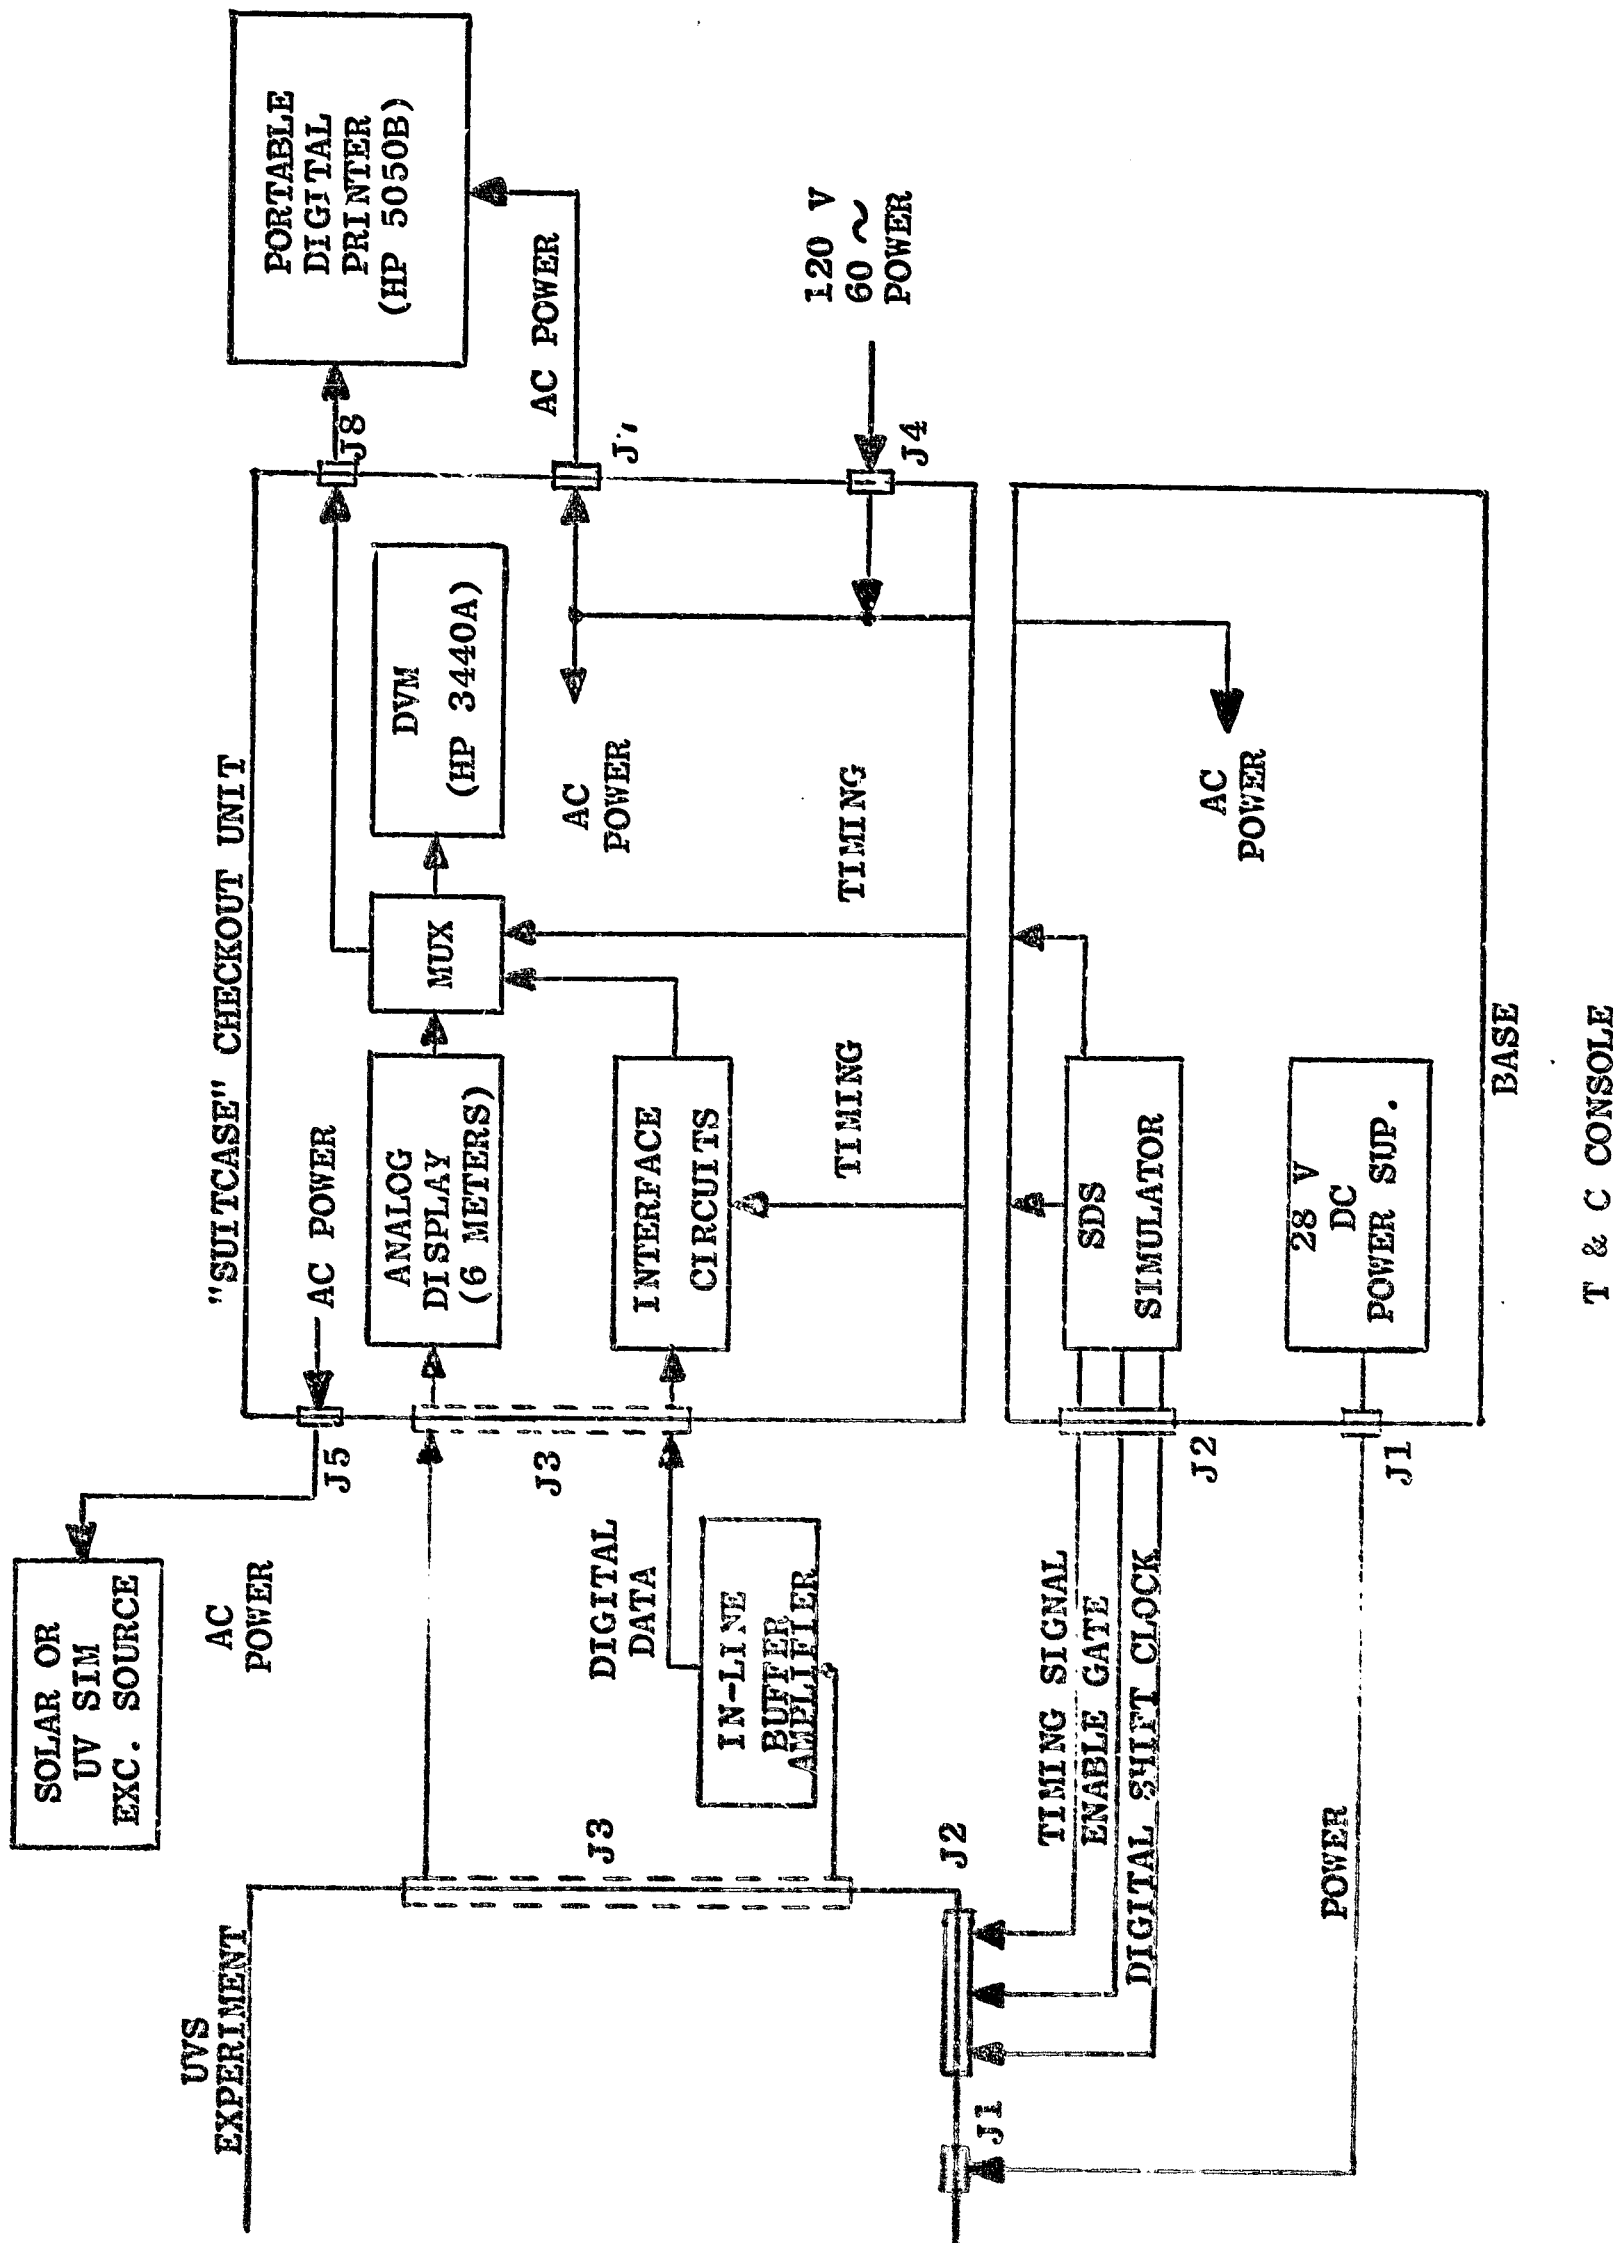 SOLAR OR
UV SIM
EXC. SOURCE
AC
POWER
UVS
EXPERIMENT
"SUITCASE" CHECKOUT UNIT
PORTABLE
DIGITAL
PRINTER
(HP 5050B)
J5
AC POWER
J8
J3
J3
ANALOG
DISPLAY
(6 METERS)
MUX
DVM
(HP 3440A)
AC POWER
DIGITAL
DATA
IN-LINE
BUFFER
AMPLIFIER
INTERFACE
CIRCUITS
AC
POWER
TIMING
TIMING
120 V
60 ~
POWER
J4
J2
J1
TIMING SIGNAL
ENABLE GATE
DIGITAL SHIFT CLOCK
POWER
J2
J1
SDS
SIMULATOR
28 V
DC
POWER SUP.
AC
POWER
BASE
T & C CONSOLE